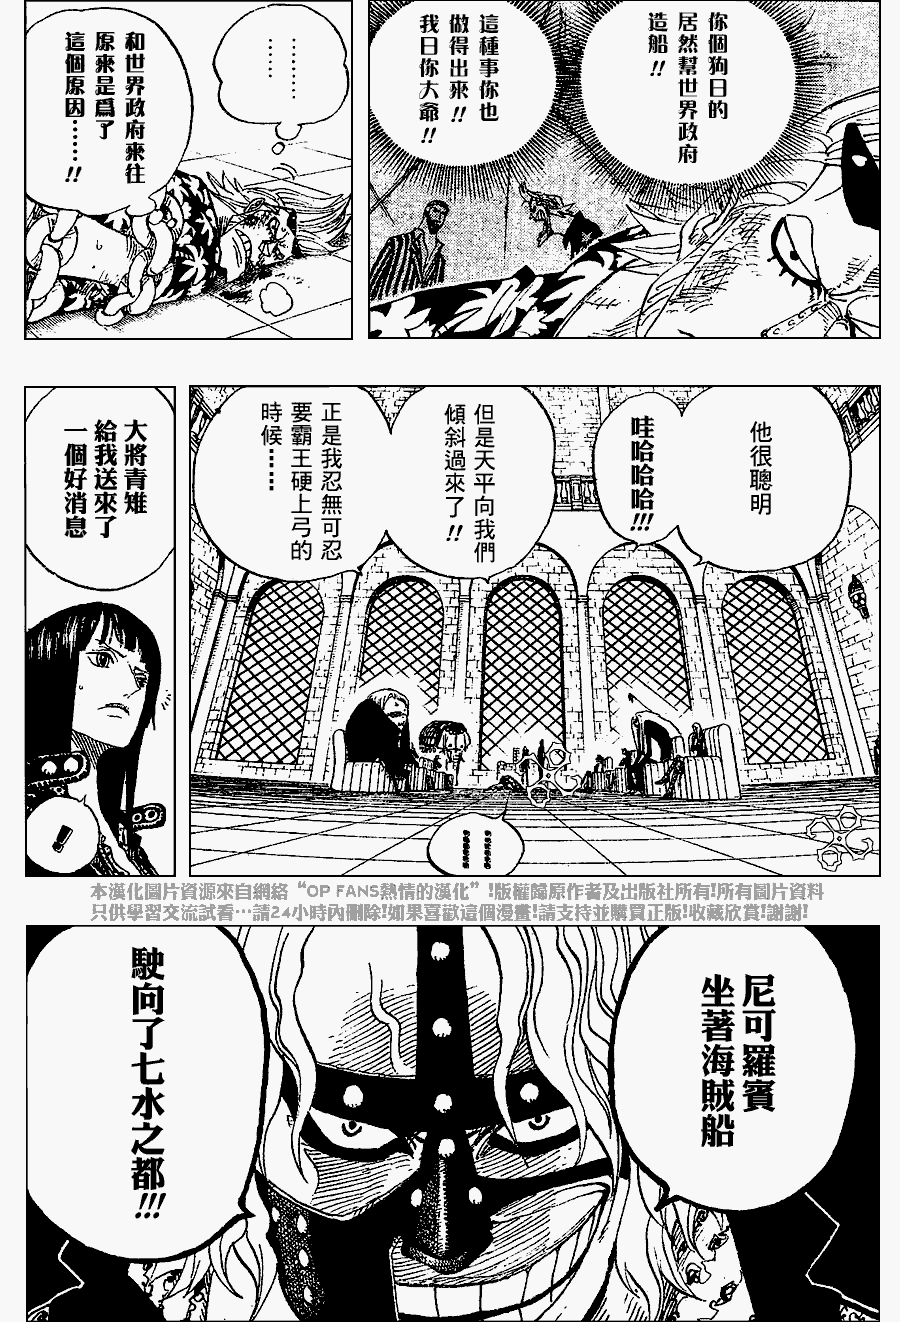 你個狗日的
居然幫世界政府
造船!!
這種事你也
做得出來!!
我日你大爺!!
…………
和世界政府來往
原來是爲了
這個原因……!!
他很聰明
哇哈哈哈!!!
但是天平向我們
傾斜過來了!!
正是我忍無可忍
要霸王硬上弓的
時候……
大將青雉
給我送來了
一個好消息
!!
本漢化圖片資源來自網絡“OP FANS熱情的漢化”!版權歸原作者及出版社所有!所有圖片資料
只供學習交流試看…請24小時內刪除!如果喜歡這個漫畫!請支持並購買正版!收藏欣賞!謝謝!
尼可羅賓
坐著海賊船
駛向了七水之都!!!